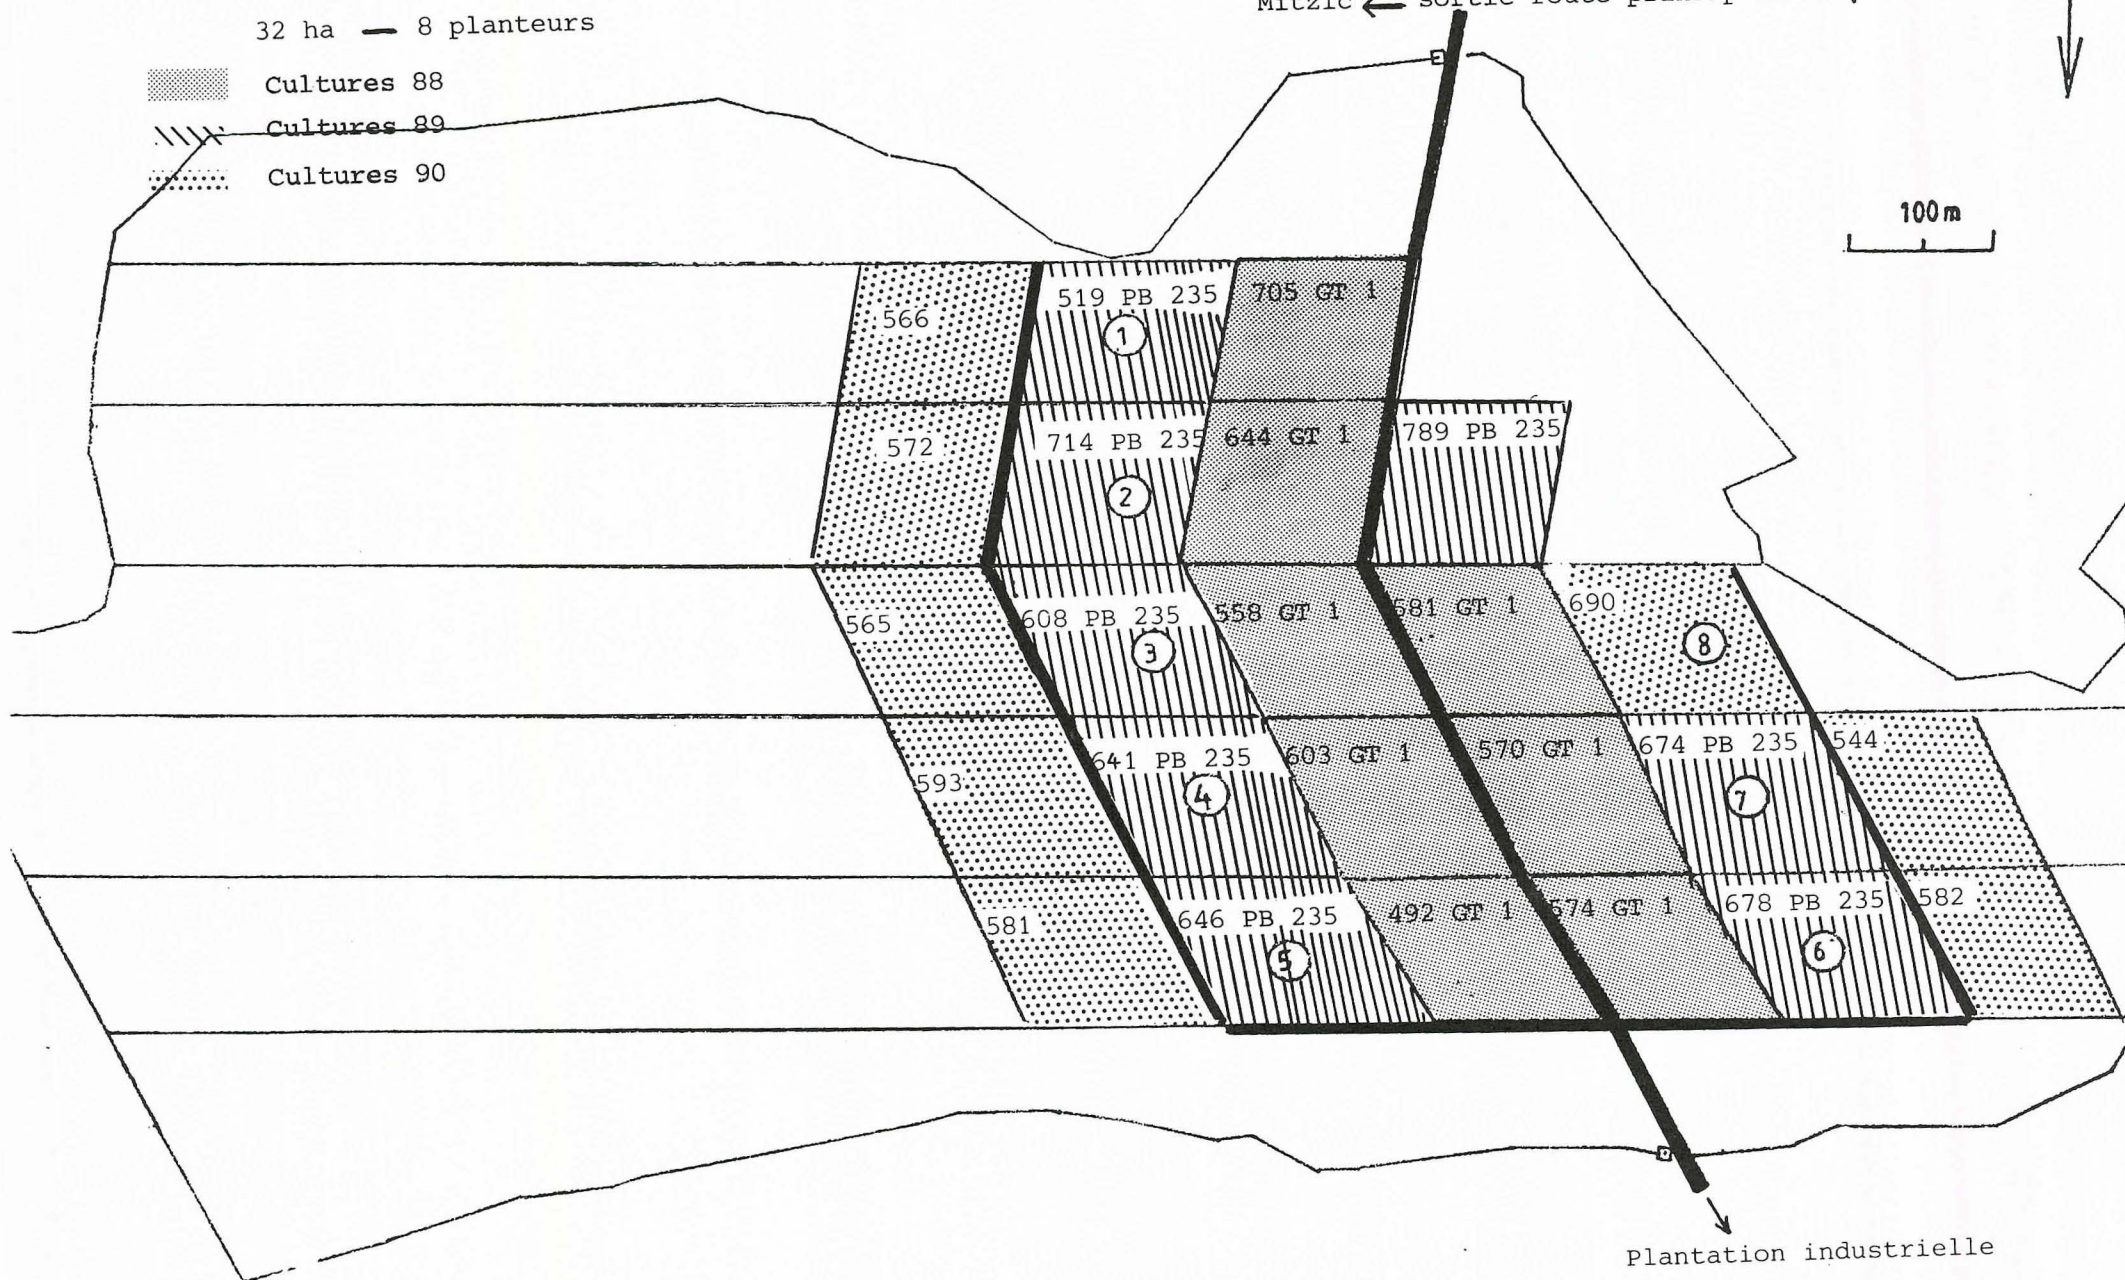 Mitzic ← sortie route
32 ha — 8 planteurs
Cultures 88
Cultures 89
Cultures 90
100m
519 PB 235
705 GT 1
566
1
572
714 PB 235
644 GT 1
789 PB 235
2
565
608 PB 235
558 GT 1
681 GT 1
690
3
8
593
641 PB 235
603 GT 1
570 GT 1
674 PB 235
544
4
7
581
646 PB 235
492 GT 1
574 GT 1
678 PB 235
582
5
6
Plantation industrielle